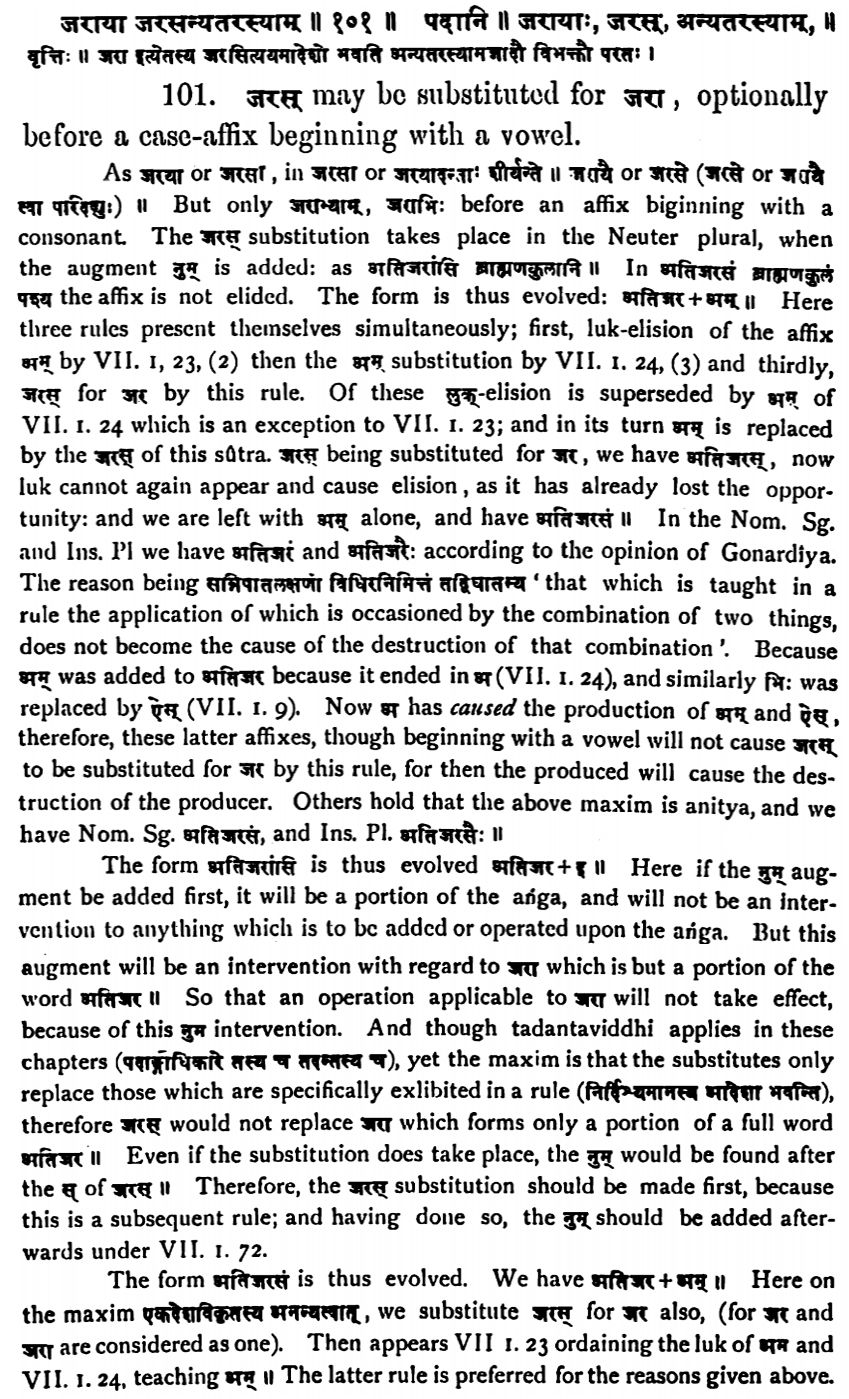 जराया जरसन्यतरस्याम् ॥ १०१ ॥ पदानि ॥ जरायाः, जरस्, अन्यतरस्याम्, ॥
वृत्तिः ॥ जरा इत्येतस्य जरसित्ययमादेशो भवति अन्यतरस्यामजादौ विभक्तौ परतः ।
101. जरस् may be substituted for जरा, optionally
before a case-affix beginning with a vowel.
As जरया or जरसा, in जरसा or जरयादन्ताः शीर्यन्ते ॥ जरायै or जरसे (जरसे or जरायै
त्वा परिदद्युः) ॥ But only जराभ्याम्, जराभिः before an affix biginning with a
consonant. The जरस् substitution takes place in the Neuter plural, when
the augment नुम् is added: as अतिजरांसि ब्राह्मणकुलानि ॥ In अतिजरसं ब्राह्मणकुलं
पश्य the affix is not elided. The form is thus evolved: अतिजर + अम् ॥ Here
three rules present themselves simultaneously; first, luk-elision of the affix
अम् by VII. 1, 23, (2) then the अम् substitution by VII. 1. 24, (3) and thirdly,
जरस् for जर by this rule. Of these लुक्-elision is superseded by अम् of
VII. 1. 24 which is an exception to VII. 1. 23; and in its turn अम् is replaced
by the जरस् of this sûtra. जरस् being substituted for जर, we have अतिजरस्, now
luk cannot again appear and cause elision, as it has already lost the oppor-
tunity: and we are left with अम् alone, and have अतिजरसं ॥ In the Nom. Sg.
and Ins. Pl we have अतिजरं and अतिजरैः according to the opinion of Gonardiya.
The reason being सन्निपातलक्षणो विधिरनिमित्तं तद्विघातस्य 'that which is taught in a
rule the application of which is occasioned by the combination of two things,
does not become the cause of the destruction of that combination'. Because
अम् was added to अतिजर because it ended in अ (VII. 1. 24), and similarly भिः was
replaced by ऐस् (VII. 1. 9). Now अ has caused the production of अम् and ऐस्,
therefore, these latter affixes, though beginning with a vowel will not cause जरस्
to be substituted for जर by this rule, for then the produced will cause the des-
truction of the producer. Others hold that the above maxim is anitya, and we
have Nom. Sg. अतिजरसं, and Ins. Pl. अतिजरसैः ॥
The form अतिजरांसि is thus evolved अतिजर + इ ॥ Here if the नुम् aug-
ment be added first, it will be a portion of the aṅga, and will not be an inter-
vention to anything which is to be added or operated upon the aṅga. But this
augment will be an intervention with regard to जरा which is but a portion of the
word अतिजर ॥ So that an operation applicable to जरा will not take effect,
because of this नुम intervention. And though tadantaviddhi applies in these
chapters (पदाङ्गाधिकारे तस्य च तदन्तस्य च), yet the maxim is that the substitutes only
replace those which are specifically exlibited in a rule (निर्दिश्यमानस्य आदेशा भवन्ति),
therefore जरस् would not replace जरा which forms only a portion of a full word
अतिजर ॥ Even if the substitution does take place, the नुम् would be found after
the स् of जरस् ॥ Therefore, the जरस् substitution should be made first, because
this is a subsequent rule; and having done so, the नुम् should be added after-
wards under VII. 1. 72.
The form अतिजरसं is thus evolved. We have अतिजर + अम् ॥ Here on
the maxim एकदेशविकृतस्य अनन्यत्वात्, we substitute जरस् for जर also, (for जर and
जरा are considered as one). Then appears VII 1. 23 ordaining the luk of अम and
VII. 1. 24, teaching अम् ॥ The latter rule is preferred for the reasons given above.